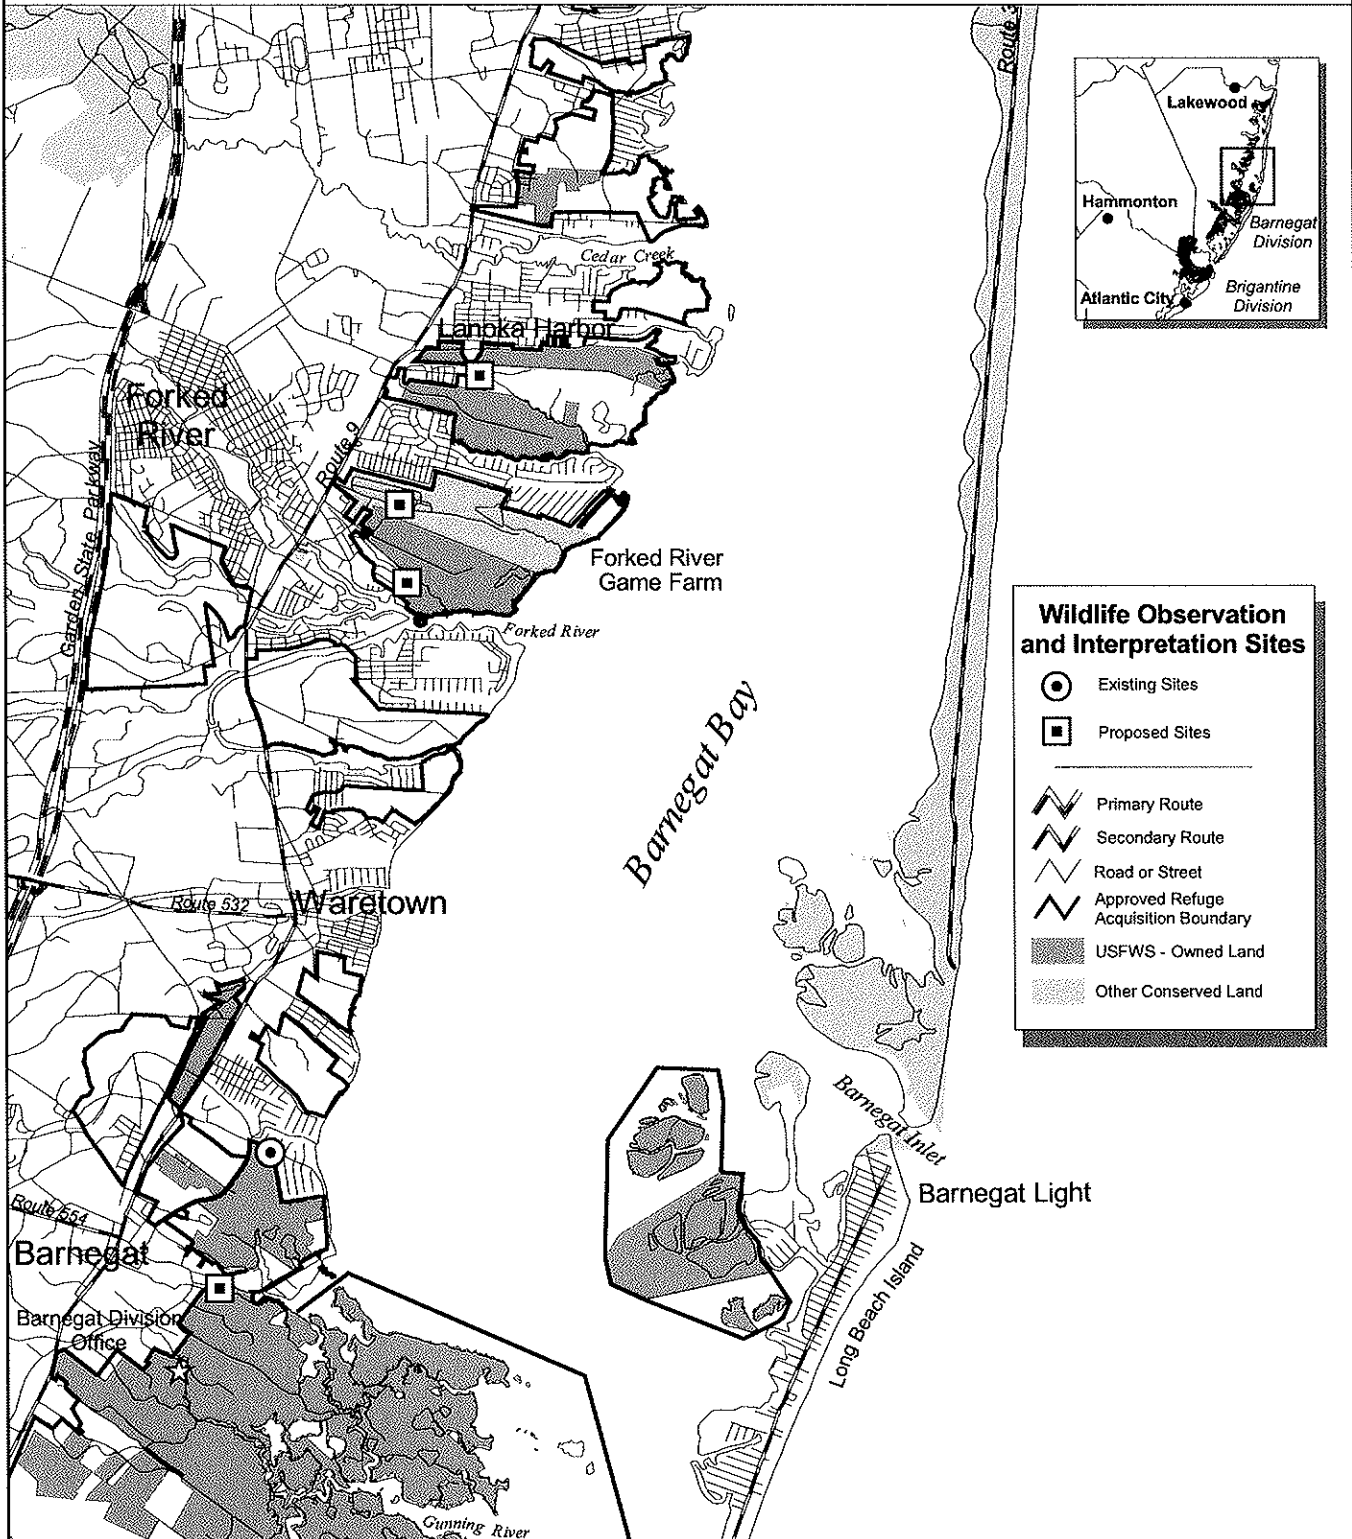 Route 3
Lakewood
Hammonton
Barnegat
Division
Atlantic City
Brigantine
Division
Cedar Creek
Lanoka Harbor
Forked
River
Route 9
Garden State Parkway
Forked River
Game Farm
Forked River
Barnegat Bay
Wildlife Observation
and Interpretation Sites
Existing Sites
Proposed Sites
Primary Route
Secondary Route
Road or Street
Approved Refuge
Acquisition Boundary
USFWS - Owned Land
Other Conserved Land
Route 532
Waretown
Barnegat Inlet
Barnegat Light
Long Beach Island
Route 554
Barnegat
Barnegat Division
Office
Gunning River